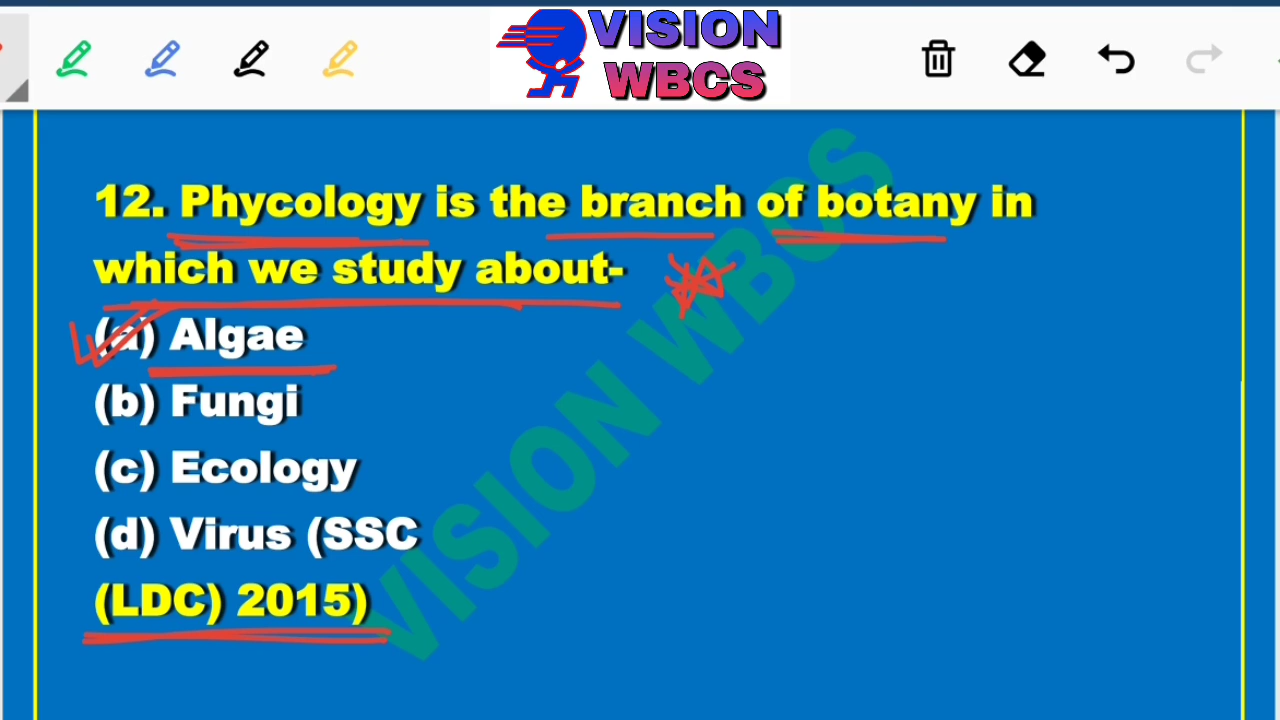 VISION
WBCS
12. Phycology is the branch of botany in
which we study about-
(a) Algae
(b) Fungi
(c) Ecology
(d) Virus (SSC
(LDC) 2015)
VISION WBCS